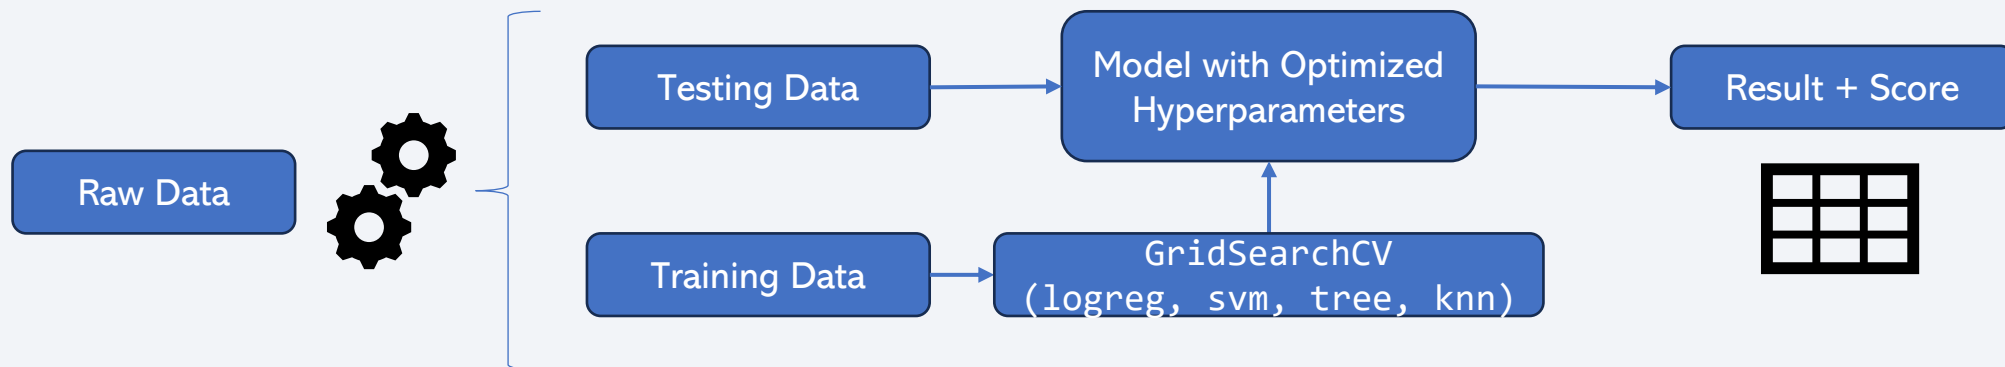 Raw Data
Testing Data
Model with Optimized
Hyperparameters
Result + Score
Training Data
GridSearchCV
(logreg, svm, tree, knn)